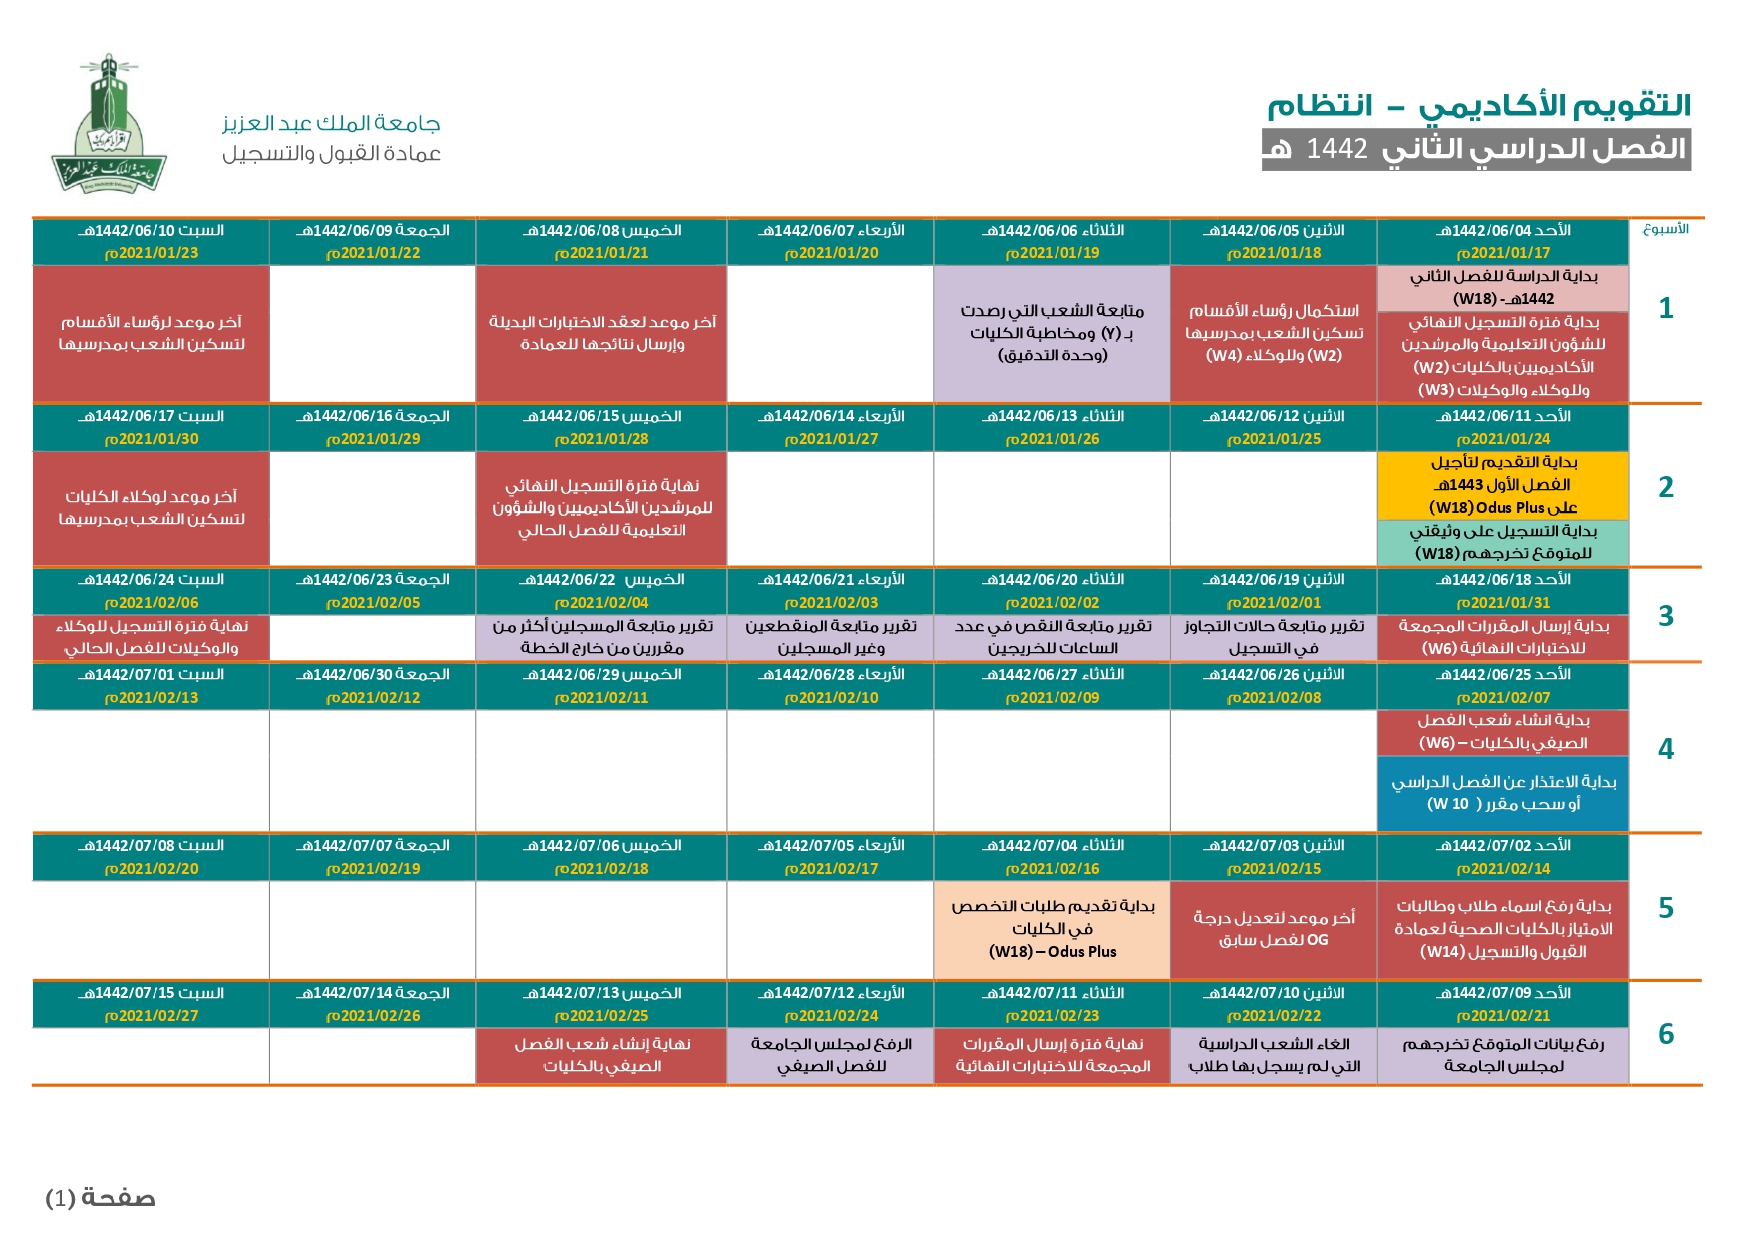 التقويم الأكاديمي – انتظام
الفصل الدراسي الثاني 1442 هـ
جامعة الملك عبد العزيز
عمادة القبول والتسجيل
جامعة الملك عبدالعزيز
الأسبوع
الأحد 1442/06/04هـ
2021/01/17م
الاثنين 1442/06/05هـ
2021/01/18م
الثلاثاء 1442/06/06هـ
2021/01/19م
الأربعاء 1442/06/07هـ
2021/01/20م
الخميس 1442/06/08هـ
2021/01/21م
الجمعة 1442/06/09هـ
2021/01/22م
السبت 1442/06/10هـ
2021/01/23م
1
بداية الدراسة للفصل الثاني
1442هـ- (W18)
بداية فترة التسجيل النهائي
للشؤون التعليمية والمرشدين
الأكاديميين بالكليات (W2)
وللوكلاء والوكيلات (W3)
استكمال رؤساء الأقسام
تسكين الشعب بمدرسيها
(W2) وللوكلاء (W4)
متابعة الشعب التي رصدت
بـ (Y) ومخاطبة الكليات
(وحدة التدقيق)
آخر موعد لعقد الاختبارات البديلة
وإرسال نتائجها للعمادة
آخر موعد لرؤساء الأقسام
لتسكين الشعب بمدرسيها
الأحد 1442/06/11هـ
2021/01/24م
الاثنين 1442/06/12هـ
2021/01/25م
الثلاثاء 1442/06/13هـ
2021/01/26م
الأربعاء 1442/06/14هـ
2021/01/27م
الخميس 1442/06/15هـ
2021/01/28م
الجمعة 1442/06/16هـ
2021/01/29م
السبت 1442/06/17هـ
2021/01/30م
2
بداية التقديم لتأجيل
الفصل الأول 1443هـ
على Odus Plus (W18)
بداية التسجيل على وثيقتي
للمتوقع تخرجهم (W18)
نهاية فترة التسجيل النهائي
للمرشدين الأكاديميين والشؤون
التعليمية للفصل الحالي
آخر موعد لوكلاء الكليات
لتسكين الشعب بمدرسيها
الأحد 1442/06/18هـ
2021/01/31م
الاثنين 1442/06/19هـ
2021/02/01م
الثلاثاء 1442/06/20هـ
2021/02/02م
الأربعاء 1442/06/21هـ
2021/02/03م
الخميس 1442/06/22هـ
2021/02/04م
الجمعة 1442/06/23هـ
2021/02/05م
السبت 1442/06/24هـ
2021/02/06م
3
بداية إرسال المقررات المجمعة
للاختبارات النهائية (W6)
تقرير متابعة حالات التجاوز
في التسجيل
تقرير متابعة النقص في عدد
الساعات للخريجين
تقرير متابعة المنقطعين
وغير المسجلين
تقرير متابعة المسجلين أكثر من
مقررين من خارج الخطة
نهاية فترة التسجيل للوكلاء
والوكيلات للفصل الحالي
الأحد 1442/06/25هـ
2021/02/07م
الاثنين 1442/06/26هـ
2021/02/08م
الثلاثاء 1442/06/27هـ
2021/02/09م
الأربعاء 1442/06/28هـ
2021/02/10م
الخميس 1442/06/29هـ
2021/02/11م
الجمعة 1442/06/30هـ
2021/02/12م
السبت 1442/07/01هـ
2021/02/13م
4
بداية انشاء شعب الفصل
الصيفي بالكليات – (W6)
بداية الاعتذار عن الفصل الدراسي
أو سحب مقرر ( W 10)
الأحد 1442/07/02هـ
2021/02/14م
الاثنين 1442/07/03هـ
2021/02/15م
الثلاثاء 1442/07/04هـ
2021/02/16م
الأربعاء 1442/07/05هـ
2021/02/17م
الخميس 1442/07/06هـ
2021/02/18م
الجمعة 1442/07/07هـ
2021/02/19م
السبت 1442/07/08هـ
2021/02/20م
5
بداية رفع اسماء طلاب وطالبات
الامتياز بالكليات الصحية لعمادة
القبول والتسجيل (W14)
أخر موعد لتعديل درجة
OG لفصل سابق
بداية تقديم طلبات التخصص
في الكليات
(W18) – Odus Plus
الأحد 1442/07/09هـ
2021/02/21م
الاثنين 1442/07/10هـ
2021/02/22م
الثلاثاء 1442/07/11هـ
2021/02/23م
الأربعاء 1442/07/12هـ
2021/02/24م
الخميس 1442/07/13هـ
2021/02/25م
الجمعة 1442/07/14هـ
2021/02/26م
السبت 1442/07/15هـ
2021/02/27م
6
رفع بيانات المتوقع تخرجهم
لمجلس الجامعة
الغاء الشعب الدراسية
التي لم يسجل بها طلاب
نهاية فترة إرسال المقررات
المجمعة للاختبارات النهائية
الرفع لمجلس الجامعة
للفصل الصيفي
نهاية إنشاء شعب الفصل
الصيفي بالكليات
صفحة (1)